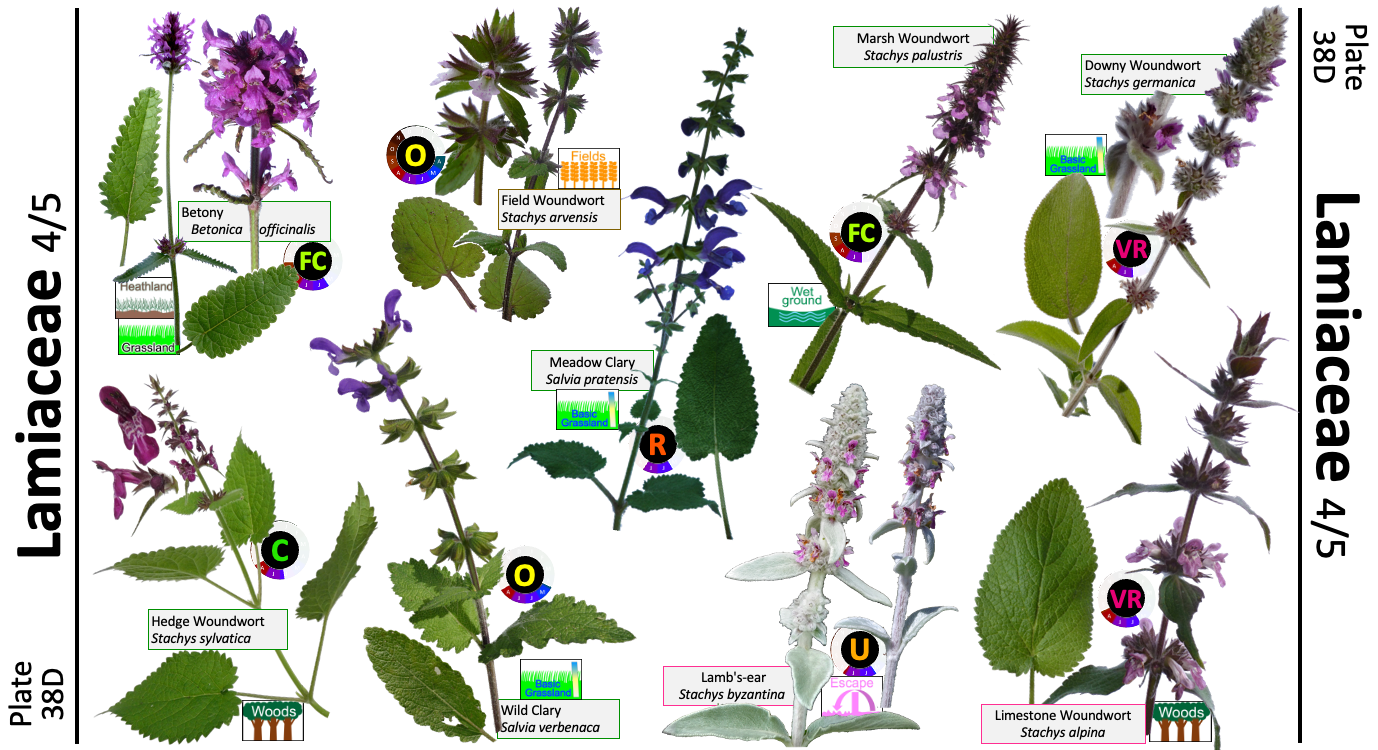 Lamiaceae 4/5
Plate
38D
Betony
Betonica officinalis
FC
J J
Heathland
Grassland
O
N O S A J J M A
Fields
Field Woundwort
Stachys arvensis
Meadow Clary
Salvia pratensis
Basic
Grassland
R
J J
Marsh Woundwort
Stachys palustris
FC
S A J
Wet
ground
Downy Woundwort
Stachys germanica
Basic
Grassland
VR
A J
Plate
38D
Lamiaceae 4/5
Hedge Woundwort
Stachys sylvatica
C
A J J
Woods
Wild Clary
Salvia verbenaca
O
A J J M
Basic
Grassland
Lamb's-ear
Stachys byzantina
U
J J
Escape
Limestone Woundwort
Stachys alpina
VR
A J J
Woods